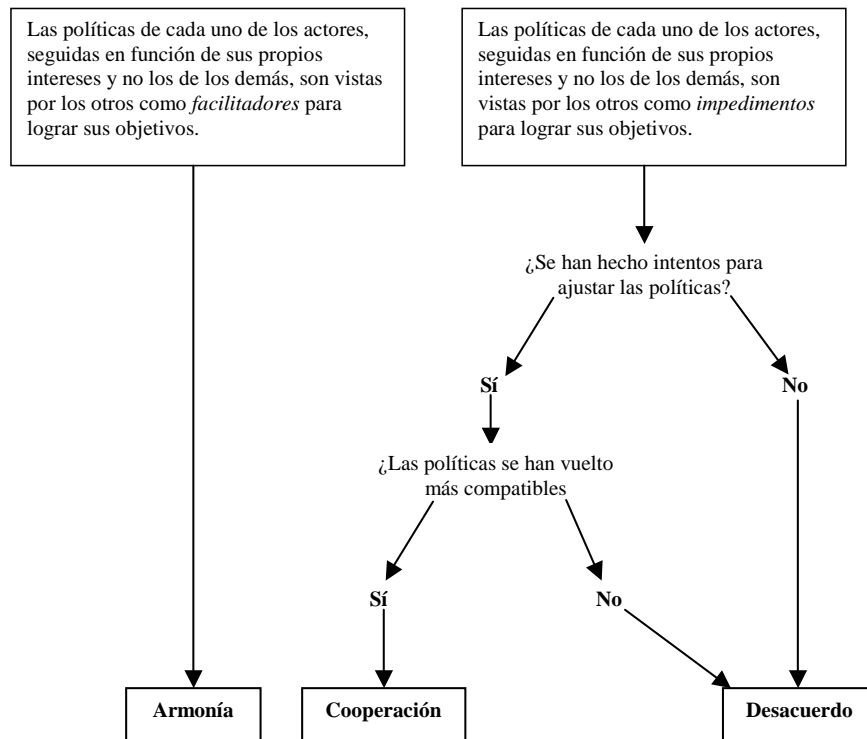 Las políticas de cada uno de los actores,
seguidas en función de sus propios
intereses y no los de los demás, son vistas
por los otros como facilitadores para
lograr sus objetivos.
Las políticas de cada uno de los actores,
seguidas en función de sus propios
intereses y no los de los demás, son
vistas por los otros como impedimentos
para lograr sus objetivos.
¿Se han hecho intentos para
ajustar las políticas?
Sí
No
¿Las políticas se han vuelto
más compatibles
Sí
No
Armonía
Cooperación
Desacuerdo